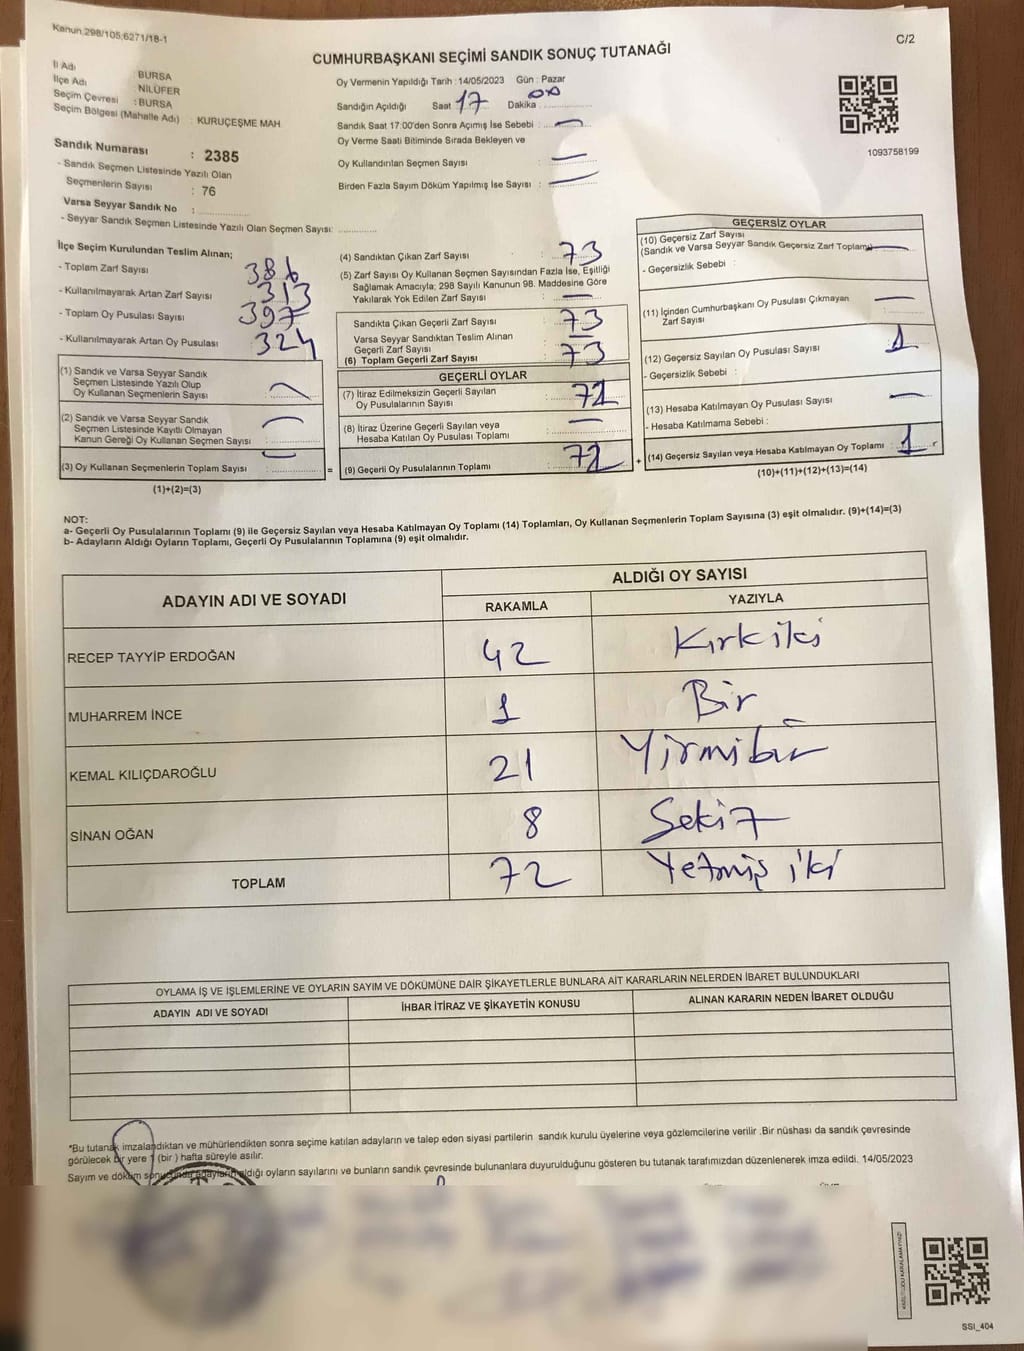 Kanun:298/105;6271/18-1
C/2
CUMHURBAŞKANI SEÇİMİ SANDIK SONUÇ TUTANAĞI
İl Adı : BURSA
İlçe Adı : NİLÜFER
Seçim Çevresi : BURSA
Seçim Bölgesi (Mahalle Adı) : KURUÇEŞME MAH
Sandık Numarası : 2385
- Sandık Seçmen Listesinde Yazılı Olan
Seçmenlerin Sayısı : 76
Varsa Seyyar Sandık No :
- Seyyar Sandık Seçmen Listesinde Yazılı Olan Seçmen Sayısı:
Oy Vermenin Yapıldığı Tarih : 14/05/2023 Gün : Pazar
Sandığın Açıldığı Saat 17 Dakika 00
Sandık Saat 17:00'den Sonra Açımış İse Sebebi : —
Oy Verme Saati Bitiminde Sırada Bekleyen ve
Oy Kullandırılan Seçmen Sayısı : —
Birden Fazla Sayım Döküm Yapılmış İse Sayısı : —
1093758199
İlçe Seçim Kurulundan Teslim Alınan;
- Toplam Zarf Sayısı 386
- Kullanılmayarak Artan Zarf Sayısı 313
- Toplam Oy Pusulası Sayısı 397
- Kullanılmayarak Artan Oy Pusulası 324
(1) Sandık ve Varsa Seyyar Sandık
Seçmen Listesinde Yazılı Olup
Oy Kullanan Seçmenlerin Sayısı : —
(2) Sandık ve Varsa Seyyar Sandık
Seçmen Listesinde Kayıtlı Olmayan
Kanun Gereği Oy Kullanan Seçmen Sayısı : —
(3) Oy Kullanan Seçmenlerin Toplam Sayısı : — =
(1)+(2)=(3)
(4) Sandıktan Çıkan Zarf Sayısı : 73
(5) Zarf Sayısı Oy Kullanan Seçmen Sayısından Fazla İse, Eşitliği
Sağlamak Amacıyla; 298 Sayılı Kanunun 98. Maddesine Göre
Yakılarak Yok Edilen Zarf Sayısı : —
Sandıkta Çıkan Geçerli Zarf Sayısı : 73
Varsa Seyyar Sandıktan Teslim Alınan
Geçerli Zarf Sayısı : —
(6) Toplam Geçerli Zarf Sayısı : 73
GEÇERLİ OYLAR
(7) İtiraz Edilmeksizin Geçerli Sayılan
Oy Pusulalarının Sayısı : 72
(8) İtiraz Üzerine Geçerli Sayılan veya
Hesaba Katılan Oy Pusulası Toplamı : —
(9) Geçerli Oy Pusulalarının Toplamı : 72 +
GEÇERSİZ OYLAR
(10) Geçersiz Zarf Sayısı
(Sandık ve Varsa Seyyar Sandık Geçersiz Zarf Toplamı) —
- Geçersizlik Sebebi :
(11) İçinden Cumhurbaşkanı Oy Pusulası Çıkmayan —
Zarf Sayısı
(12) Geçersiz Sayılan Oy Pusulası Sayısı : 1
- Geçersizlik Sebebi :
(13) Hesaba Katılmayan Oy Pusulası Sayısı : —
- Hesaba Katılmama Sebebi :
(14) Geçersiz Sayılan veya Hesaba Katılmayan Oy Toplamı : 1
(10)+(11)+(12)+(13)=(14)
NOT:
a- Geçerli Oy Pusulalarının Toplamı (9) ile Geçersiz Sayılan veya Hesaba Katılmayan Oy Toplamı (14) Toplamları, Oy Kullanan Seçmenlerin Toplam Sayısına (3) eşit olmalıdır. (9)+(14)=(3)
b- Adayların Aldığı Oyların Toplamı, Geçerli Oy Pusulalarının Toplamına (9) eşit olmalıdır.
ADAYIN ADI VE SOYADI
ALDIĞI OY SAYISI
RAKAMLA YAZIYLA
RECEP TAYYİP ERDOĞAN 42 Kırk iki
MUHARREM İNCE 1 Bir
KEMAL KILIÇDAROĞLU 21 Yirmi bir
SİNAN OĞAN 8 Sekiz
TOPLAM 72 Yetmiş iki
OYLAMA İŞ VE İŞLEMLERİNE VE OYLARIN SAYIM VE DÖKÜMÜNE DAİR ŞİKAYETLERLE BUNLARA AİT KARARLARIN NELERDEN İBARET BULUNDUKLARI
ADAYIN ADI VE SOYADI İHBAR İTİRAZ VE ŞİKAYETİN KONUSU ALINAN KARARIN NEDEN İBARET OLDUĞU
*Bu tutanak imzalandıktan ve mühürlendikten sonra seçime katılan adayların ve talep eden siyasi partilerin sandık kurulu üyelerine veya gözlemcilerine verilir .Bir nüshası da sandık çevresinde
görülecek bir yere 1 (bir ) hafta süreyle asılır.
Sayım ve döküm sonucunda adayların aldığı oyların sayılarını ve bunların sandık çevresinde bulunanlara duyurulduğunu gösteren bu tutanak tarafımızdan düzenlenerek imza edildi. 14/05/2023
SSI_404